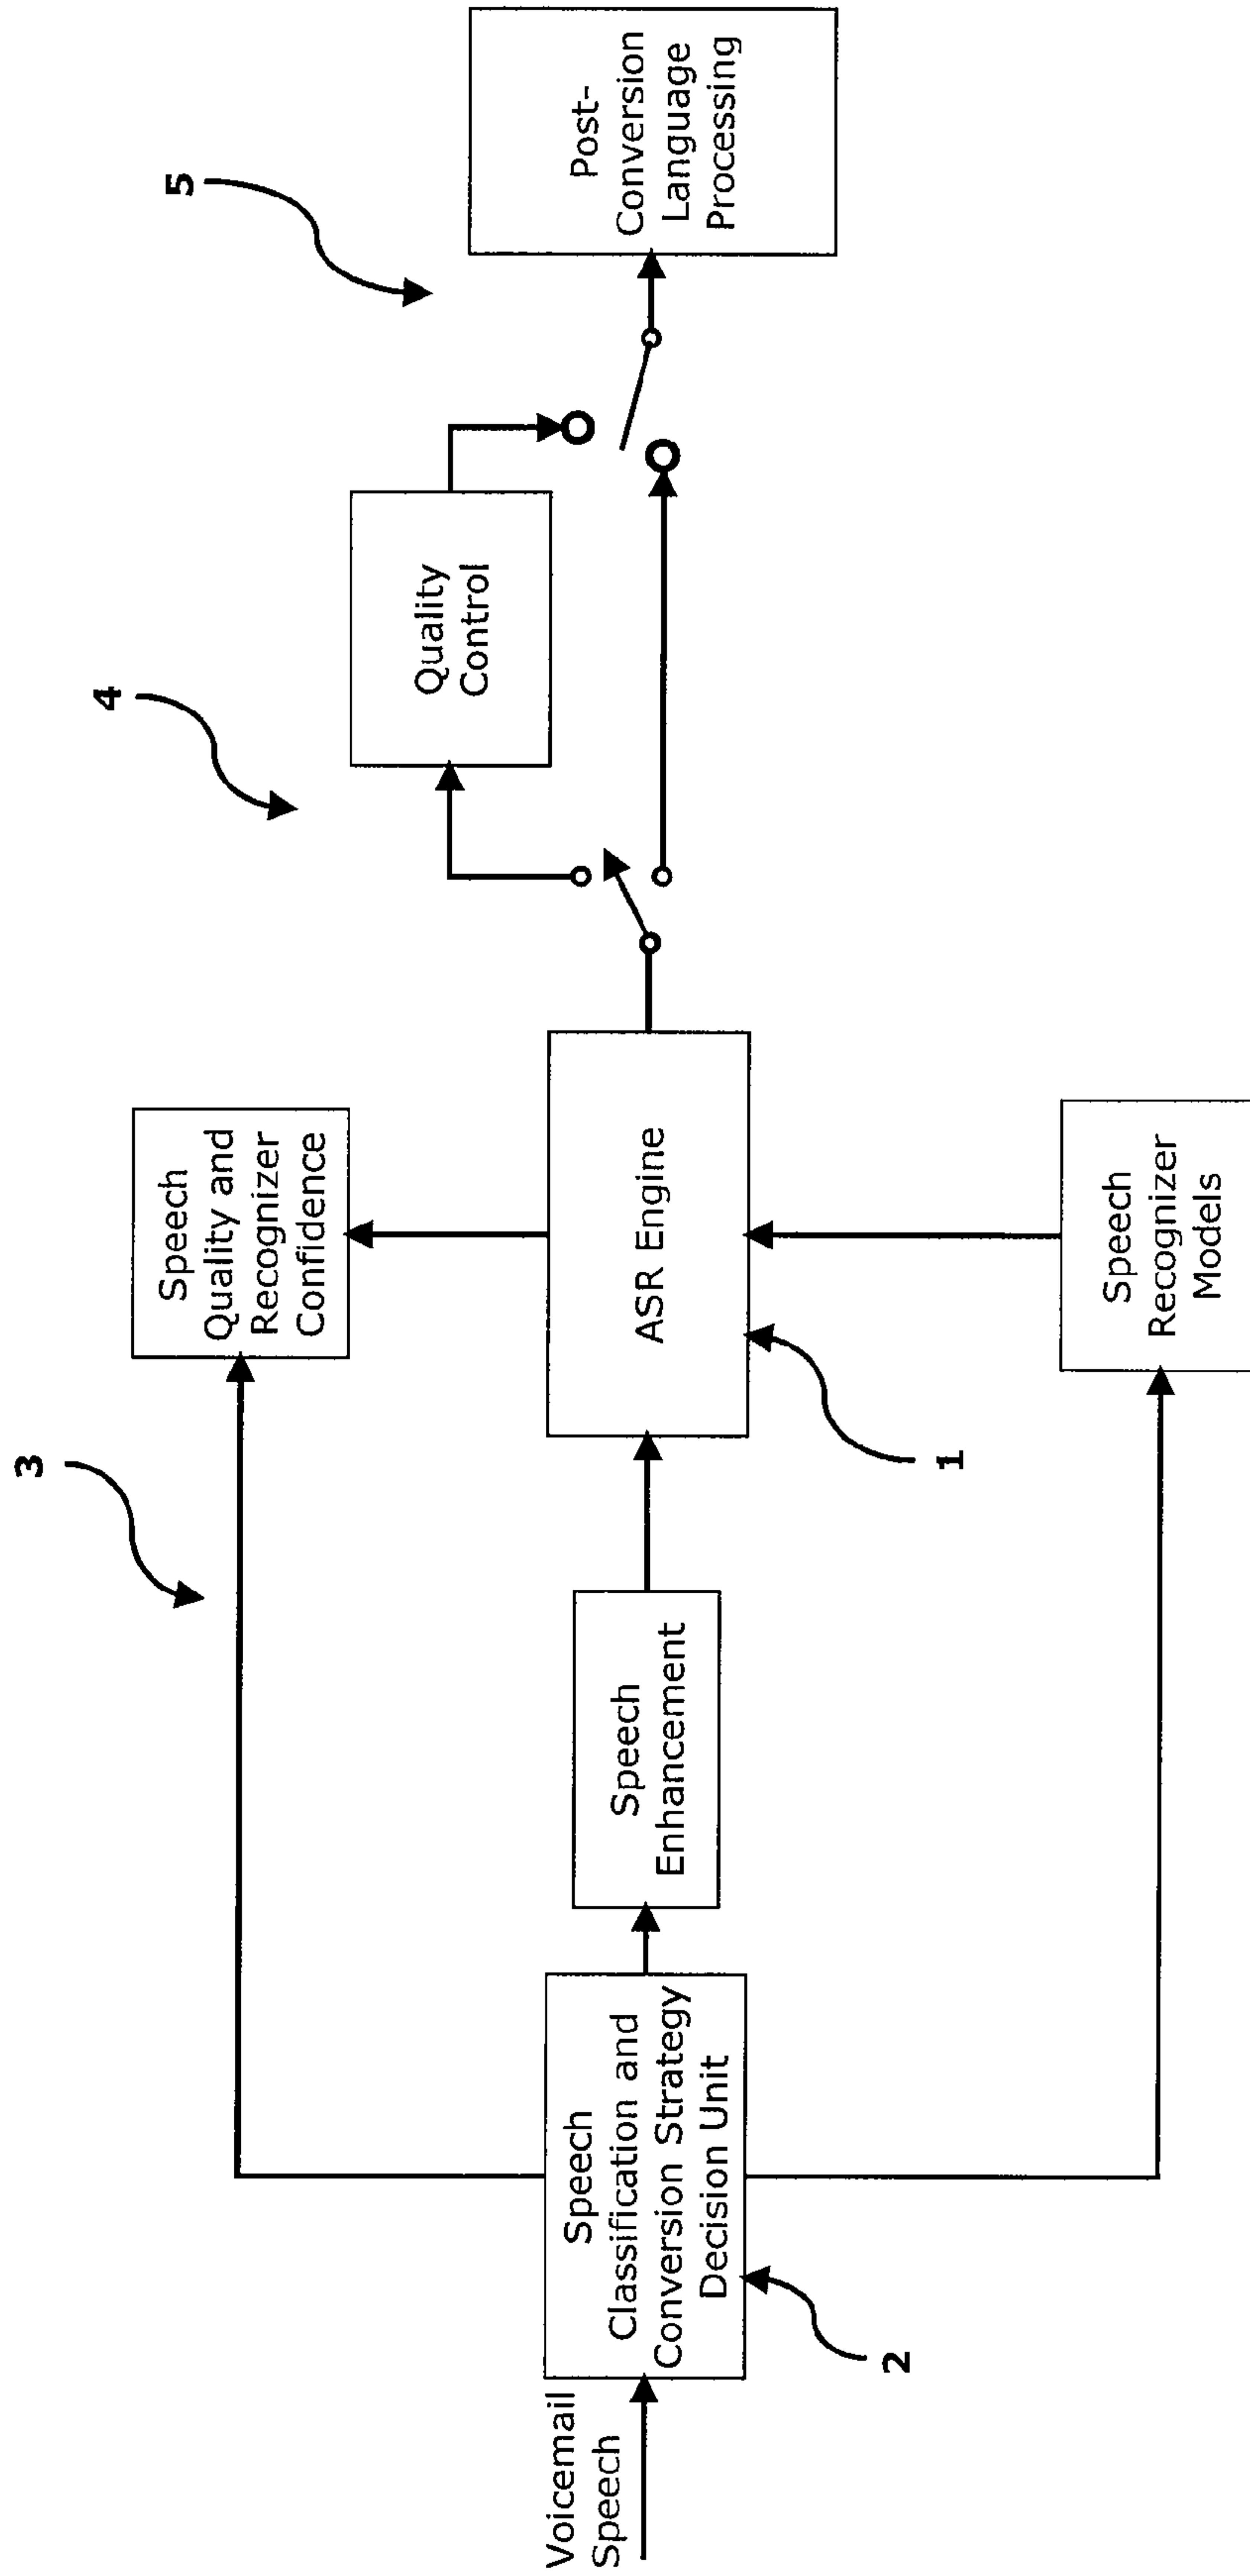 Voicemail
Speech
2
Speech
Classification and
Conversion Strategy
Decision Unit
Speech
Enhancement
3
1
ASR Engine
Speech
Quality and
Recognizer
Confidence
Speech
Recognizer
Models
4
Quality
Control
5
Post-
Conversion
Language
Processing